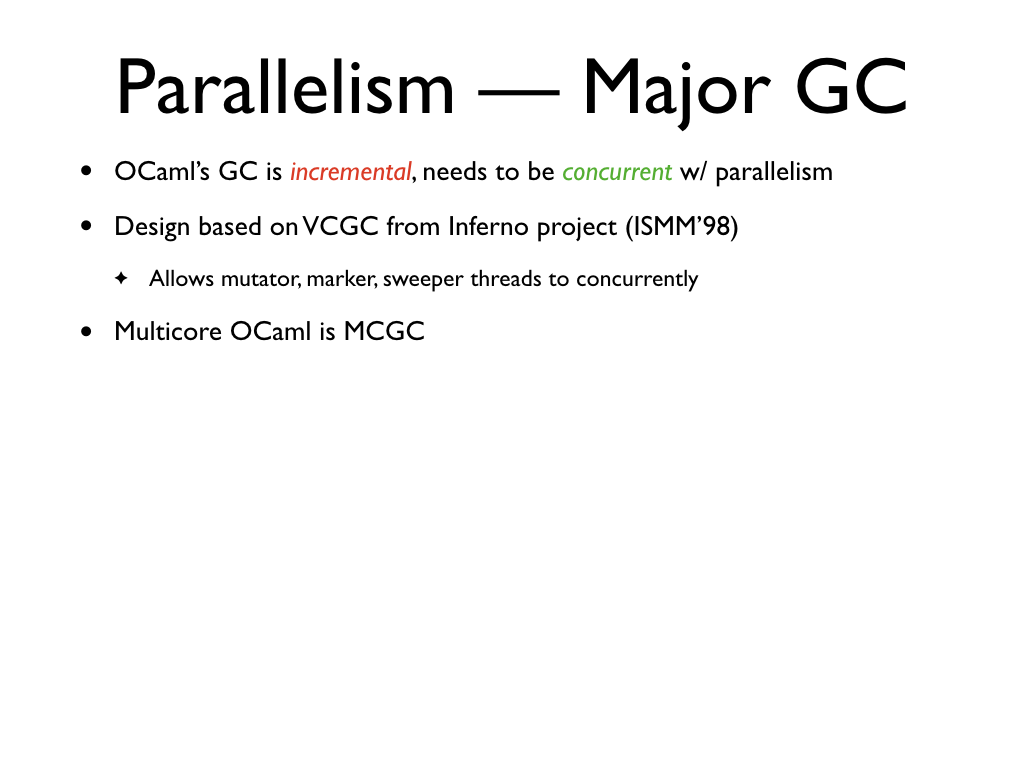 Parallelism — Major GC
• OCaml’s GC is incremental, needs to be concurrent w/ parallelism
• Design based on VCGC from Inferno project (ISMM’98)
✦ Allows mutator, marker, sweeper threads to concurrently
• Multicore OCaml is MCGC